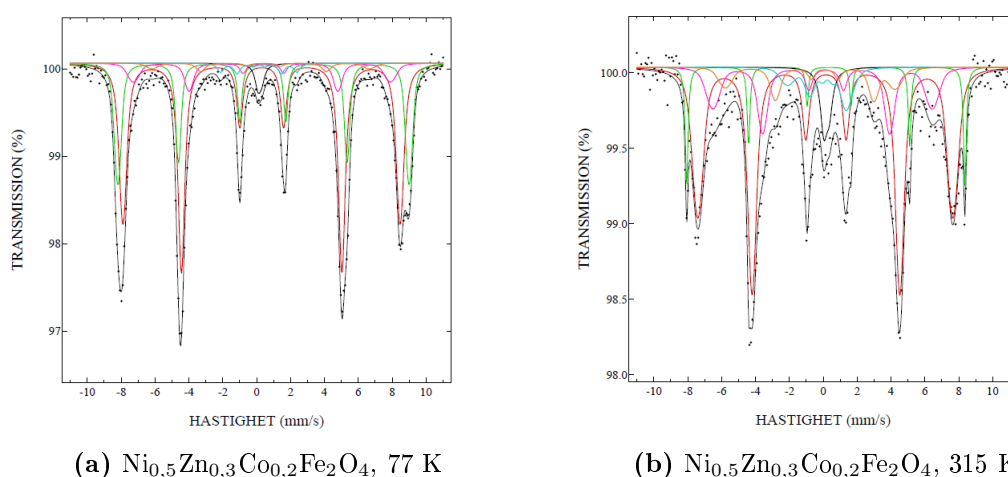 100
99
98
97
TRANSMISSION (%)
-10 -8 -6 -4 -2 0 2 4 6 8 10
HASTIGHET (mm/s)
(a) Ni0,5Zn0,3Co0,2Fe2O4, 77 K
100.0
99.5
99.0
98.5
98.0
TRANSMISSION (%)
-10 -8 -6 -4 -2 0 2 4 6 8 10
HASTIGHET (mm/s)
(b) Ni0,5Zn0,3Co0,2Fe2O4, 315 K